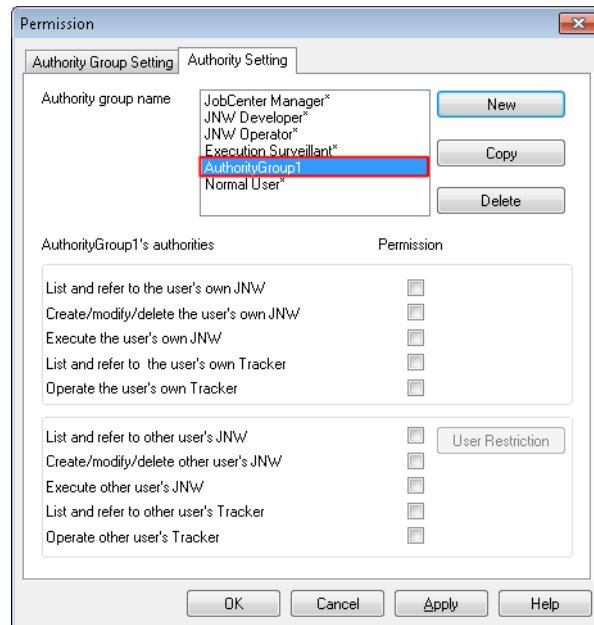 Permission
Authority Group Setting Authority Setting
Authority group name
JobCenter Manager*
JNW Developer*
JNW Operator*
Execution Surveillant*
AuthorityGroup1
Normal User*
New
Copy
Delete
AuthorityGroup1's authorities Permission
List and refer to the user's own JNW
Create/modify/delete the user's own JNW
Execute the user's own JNW
List and refer to the user's own Tracker
Operate the user's own Tracker
List and refer to other user's JNW User Restriction
Create/modify/delete other user's JNW
Execute other user's JNW
List and refer to other user's Tracker
Operate other user's Tracker
OK Cancel Apply Help